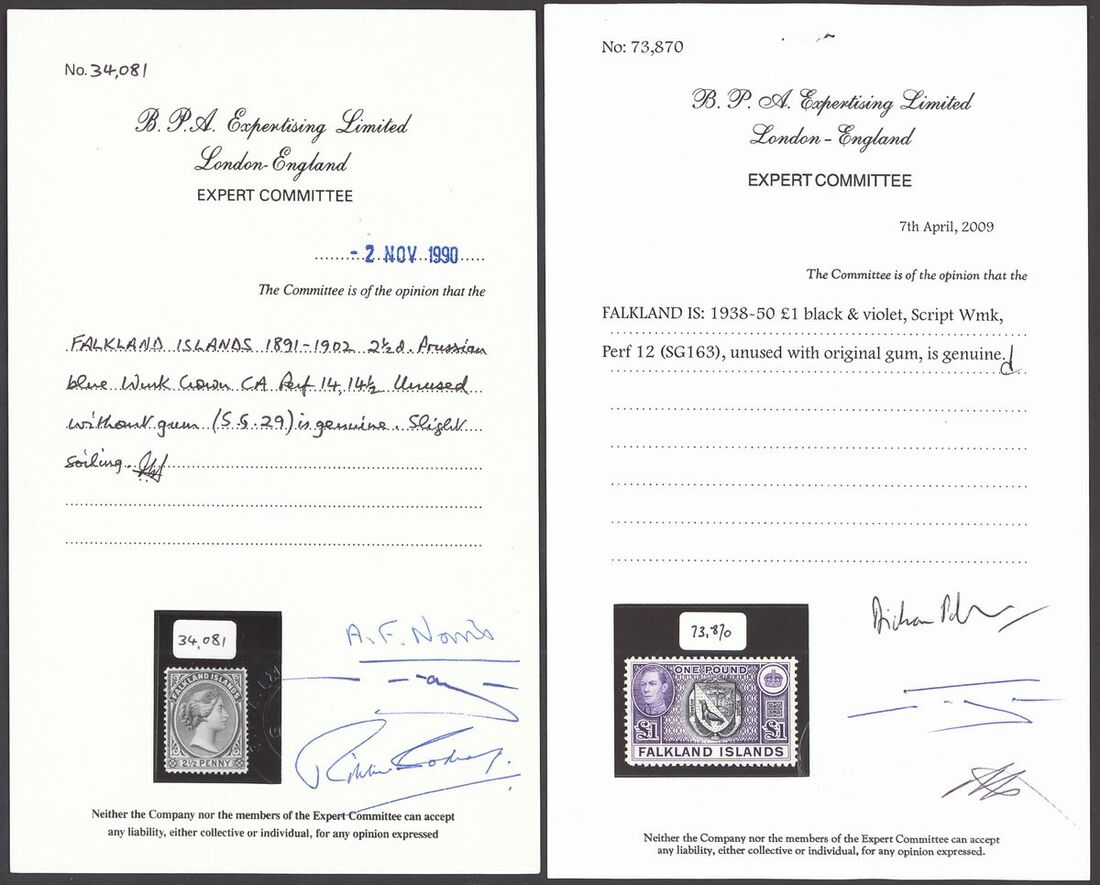 No. 34,081
B. P. A. Expertising Limited
London-England
EXPERT COMMITTEE
- 2 NOV 1990
The Committee is of the opinion that the
FALKLAND ISLANDS 1891-1902 2½d. Prussian
blue Wmk Crown CA Perf 14, 14½ Unused
without gum (S.G. 29) is genuine. Slight
soiling.
34,081
FALKLAND ISLANDS
2½ PENNY
A. F. Norris
Neither the Company nor the members of the Expert Committee can accept
any liability, either collective or individual, for any opinion expressed
No: 73,870
B. P. A. Expertising Limited
London - England
EXPERT COMMITTEE
7th April, 2009
The Committee is of the opinion that the
FALKLAND IS: 1938-50 £1 black & violet, Script Wmk,
Perf 12 (SG163), unused with original gum, is genuine.
73,870
ONE POUND
£1 £1
FALKLAND ISLANDS
Neither the Company nor the members of the Expert Committee can accept
any liability, either collective or individual, for any opinion expressed.